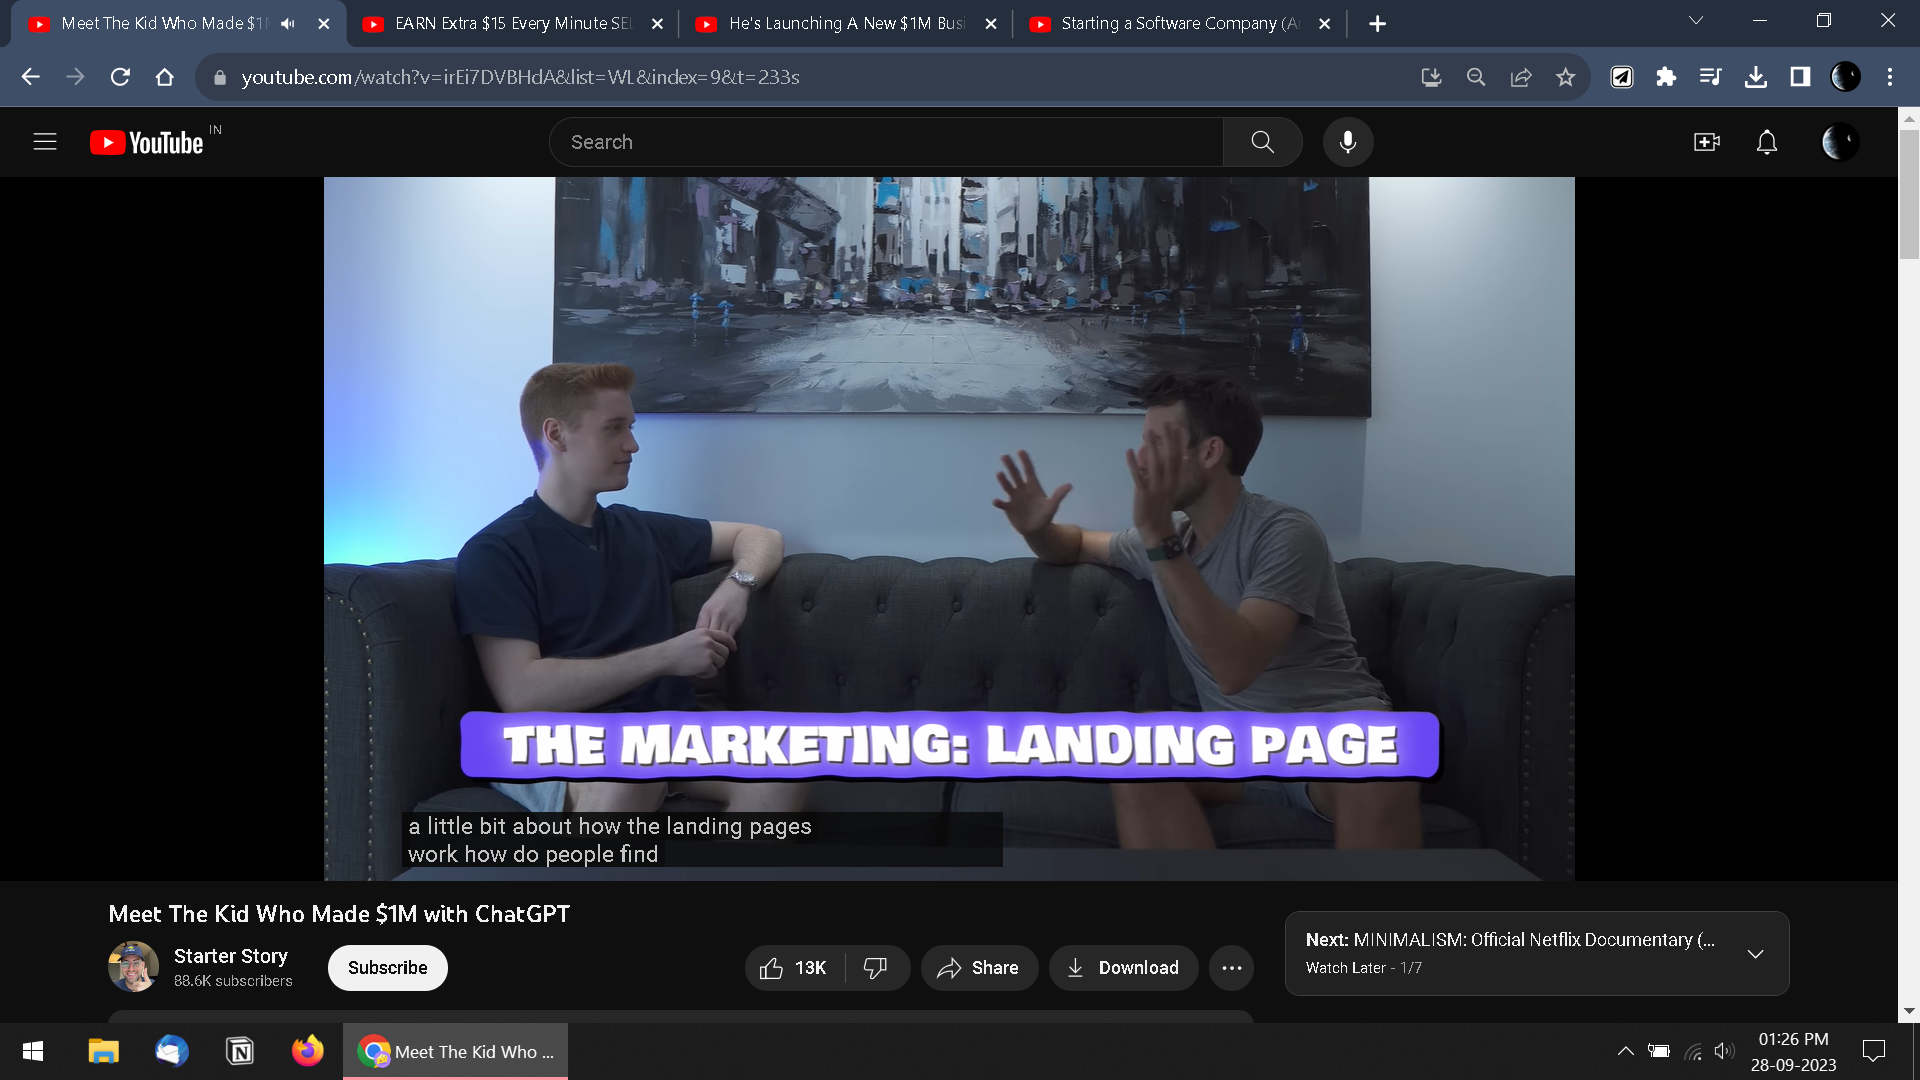 Meet The Kid Who Made $1M
EARN Extra $15 Every Minute SEL
He's Launching A New $1M Busi
Starting a Software Company (A
youtube.com/watch?v=irEi7DVBHdA&list=WL&index=9&t=233s
YouTube IN
Search
THE MARKETING: LANDING PAGE
a little bit about how the landing pages
work how do people find
Meet The Kid Who Made $1M with ChatGPT
Starter Story
88.6K subscribers
Subscribe
13K
Share
Download
Next: MINIMALISM: Official Netflix Documentary (...
Watch Later - 1/7
Meet The Kid Who ...
01:26 PM
28-09-2023